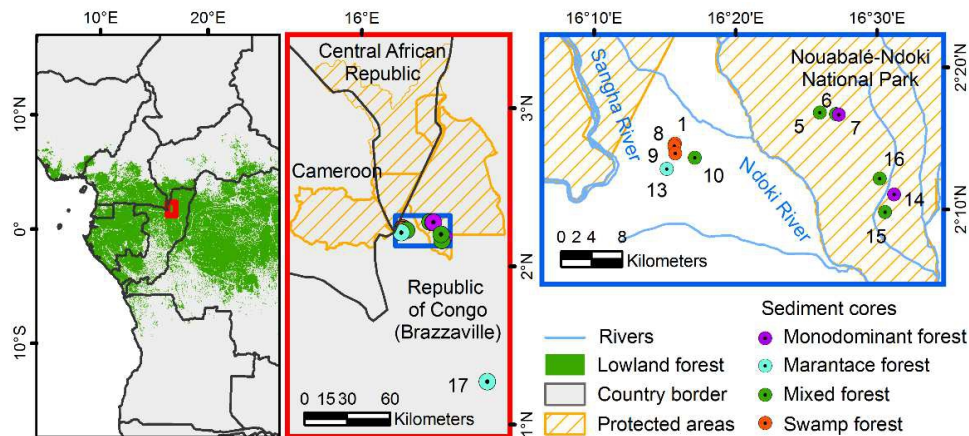 10°E
20°E
10°N
0°
10°S
16°E
Central African
Republic
3°N
Cameroon
2°N
Republic
of Congo
(Brazzaville)
17
0 15 30 60
Kilometers
1°N
16°10'E
16°20'E
16°30'E
Sangha River
Nouabalé-Ndoki
National Park
2°20'N
8
1
9
10
13
Ndoki River
5
6
7
16
14
15
2°10'N
0 2 4 8
Kilometers
Rivers
Lowland forest
Country border
Protected areas
Sediment cores
Monodominant forest
Marantace forest
Mixed forest
Swamp forest